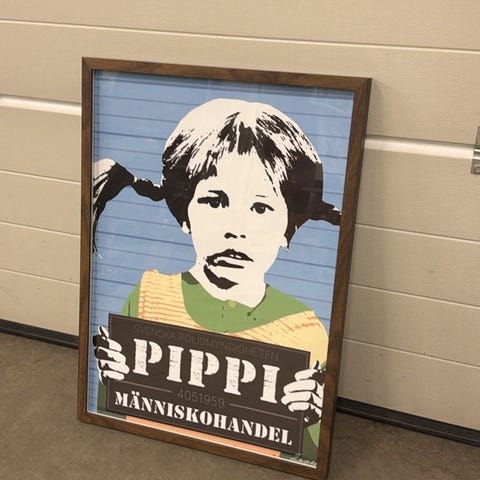 SVENSKA POLISMYNDIGHETEN
PIPPI
4051959
MÄNNISKOHANDEL